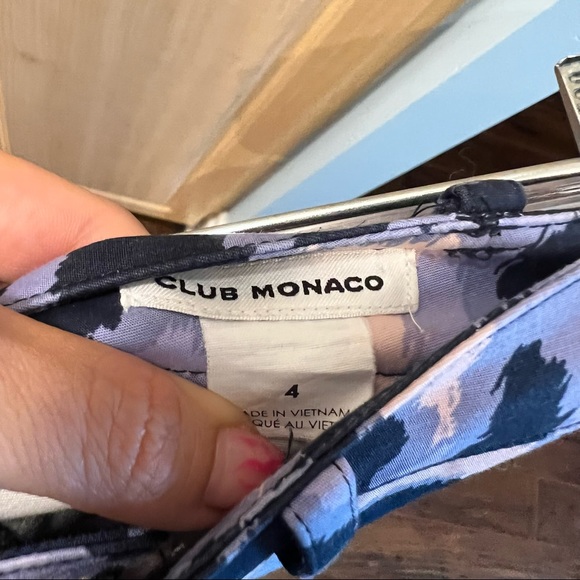 CLUB MONACO
4
ADE IN VIETNAM
QUÉ AU VIET